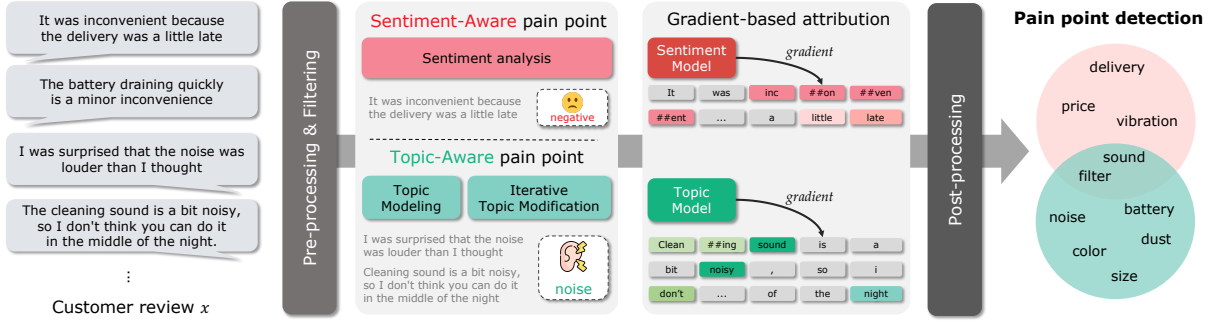 It was inconvenient because
the delivery was a little late
The battery draining quickly
is a minor inconvenience
I was surprised that the noise was
louder than I thought
The cleaning sound is a bit noisy,
so I don't think you can do it
in the middle of the night.
...
Customer review x
Pre-processing & Filtering
Sentiment-Aware pain point
Sentiment analysis
It was inconvenient because
the delivery was a little late
negative
Topic-Aware pain point
Topic
Modeling
Iterative
Topic Modification
I was surprised that the noise
was louder than I thought
Cleaning sound is a bit noisy,
so I don't think you can do it
in the middle of the night
noise
Gradient-based attribution
Sentiment
Model
gradient
It was inc ##on ##ven
##ent ... a little late
Topic
Model
gradient
Clean ##ing sound is a
bit noisy , so i
don't ... of the night
Post-processing
Pain point detection
delivery
price
vibration
sound
filter
noise
battery
color
dust
size